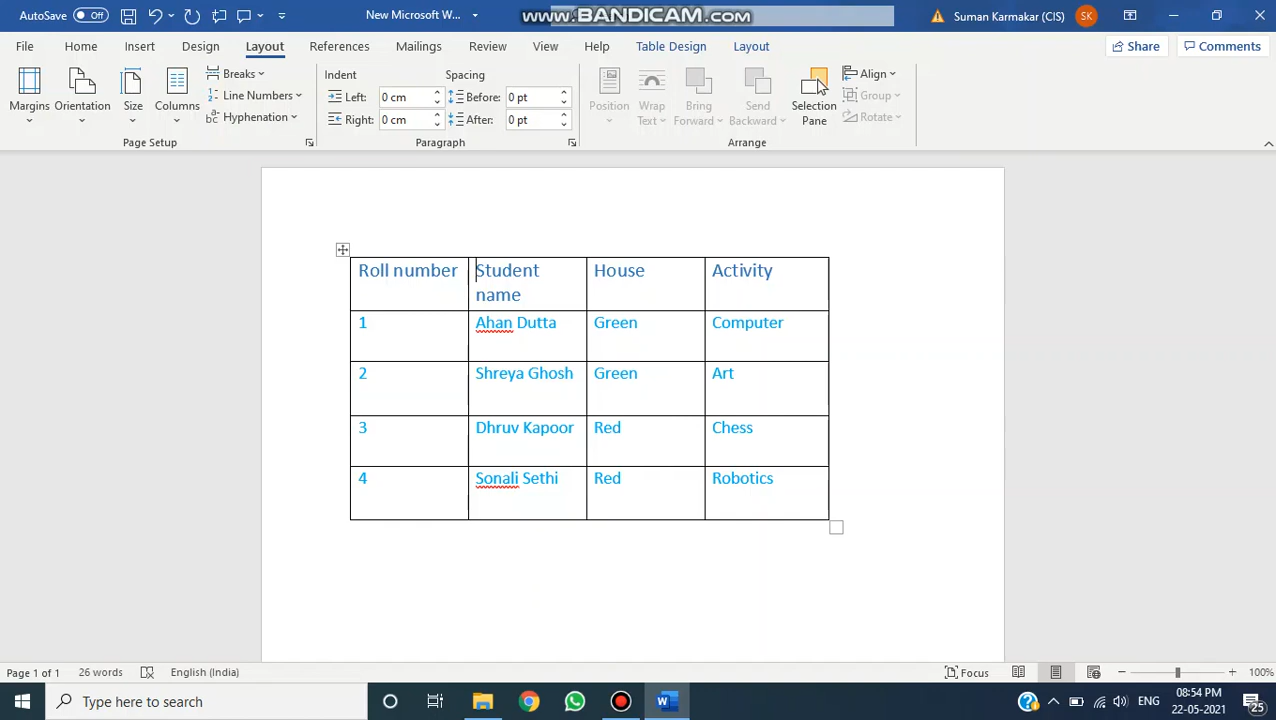 AutoSave Off New Microsoft W... www.BANDICAM.com Suman Karmakar (CIS) SK
File Home Insert Design Layout References Mailings Review View Help Table Design Layout Share Comments
Margins Orientation Size Columns
Breaks
Line Numbers
Hyphenation
Page Setup
Indent
Left: 0 cm
Right: 0 cm
Spacing
Before: 0 pt
After: 0 pt
Paragraph
Position
Wrap Text
Bring Forward
Send Backward
Selection Pane
Align
Group
Rotate
Arrange
Roll number Student name House Activity
1 Ahan Dutta Green Computer
2 Shreya Ghosh Green Art
3 Dhruv Kapoor Red Chess
4 Sonali Sethi Red Robotics
Page 1 of 1 26 words English (India) Focus 100%
Type here to search ENG 08:54 PM
22-05-2021 25